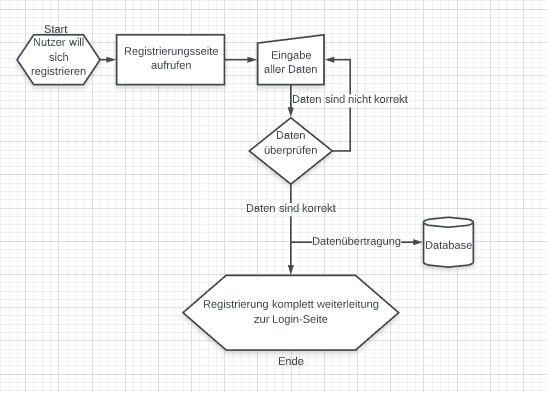 Start
Nutzer will
sich
registrieren
Registrierungsseite
aufrufen
Eingabe
aller Daten
Daten sind nicht korrekt
Daten
überprüfen
Daten sind korrekt
Datenübertragung
Database
Registrierung komplett weiterleitung
zur Login-Seite
Ende